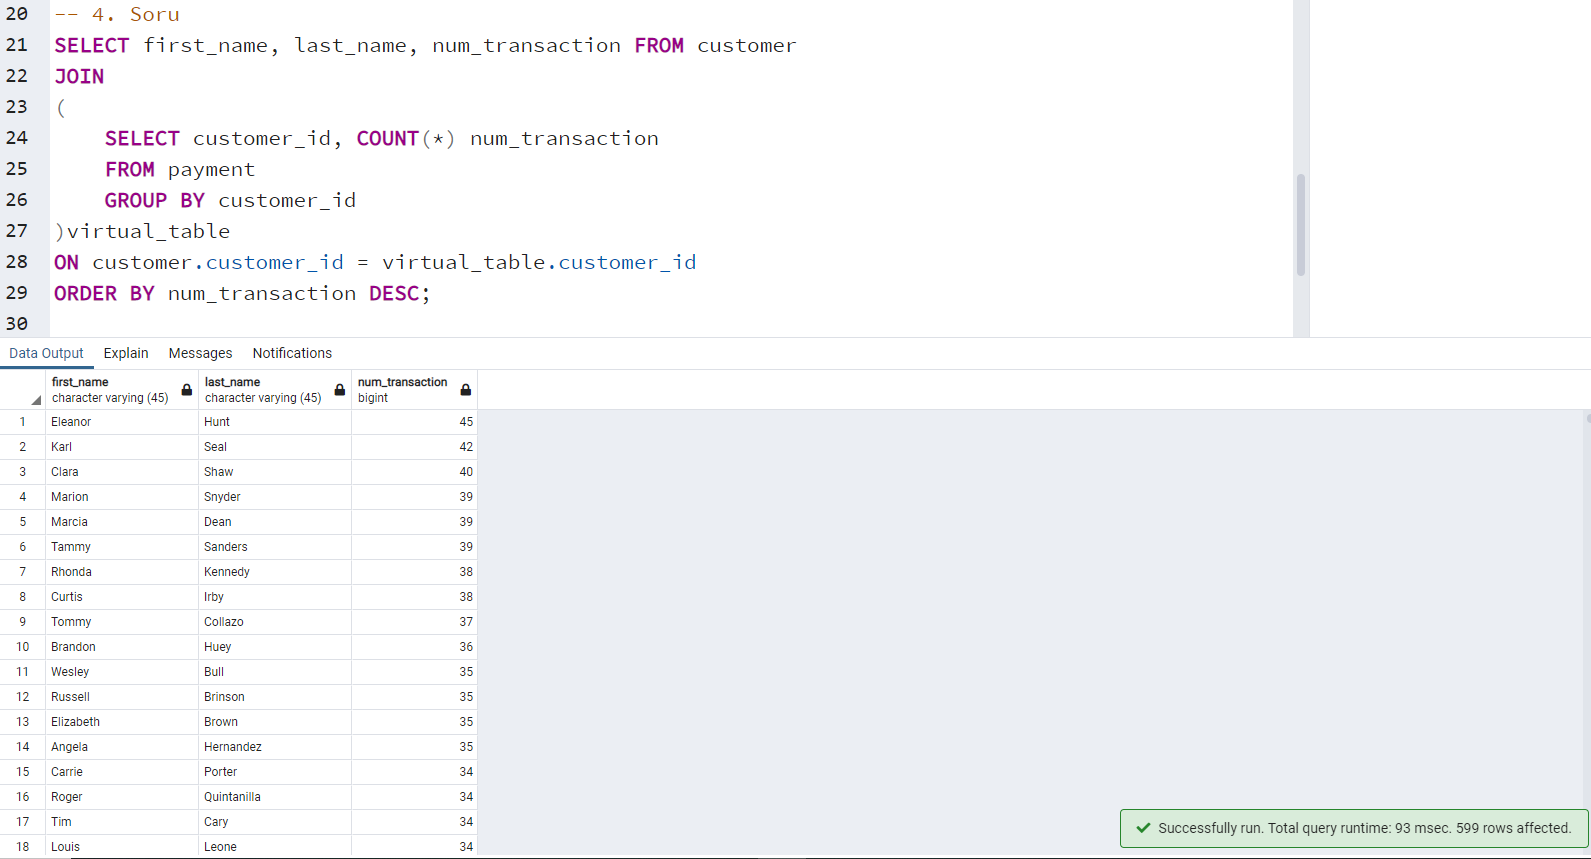 20 -- 4. Soru
21 SELECT first_name, last_name, num_transaction FROM customer
22 JOIN
23 (
24 SELECT customer_id, COUNT(*) num_transaction
25 FROM payment
26 GROUP BY customer_id
27 )virtual_table
28 ON customer.customer_id = virtual_table.customer_id
29 ORDER BY num_transaction DESC;
30
Data Output Explain Messages Notifications
first_name last_name num_transaction
character varying (45) character varying (45) bigint
1 Eleanor Hunt 45
2 Karl Seal 42
3 Clara Shaw 40
4 Marion Snyder 39
5 Marcia Dean 39
6 Tammy Sanders 39
7 Rhonda Kennedy 38
8 Curtis Irby 38
9 Tommy Collazo 37
10 Brandon Huey 36
11 Wesley Bull 35
12 Russell Brinson 35
13 Elizabeth Brown 35
14 Angela Hernandez 35
15 Carrie Porter 34
16 Roger Quintanilla 34
17 Tim Cary 34
18 Louis Leone 34
Successfully run. Total query runtime: 93 msec. 599 rows affected.